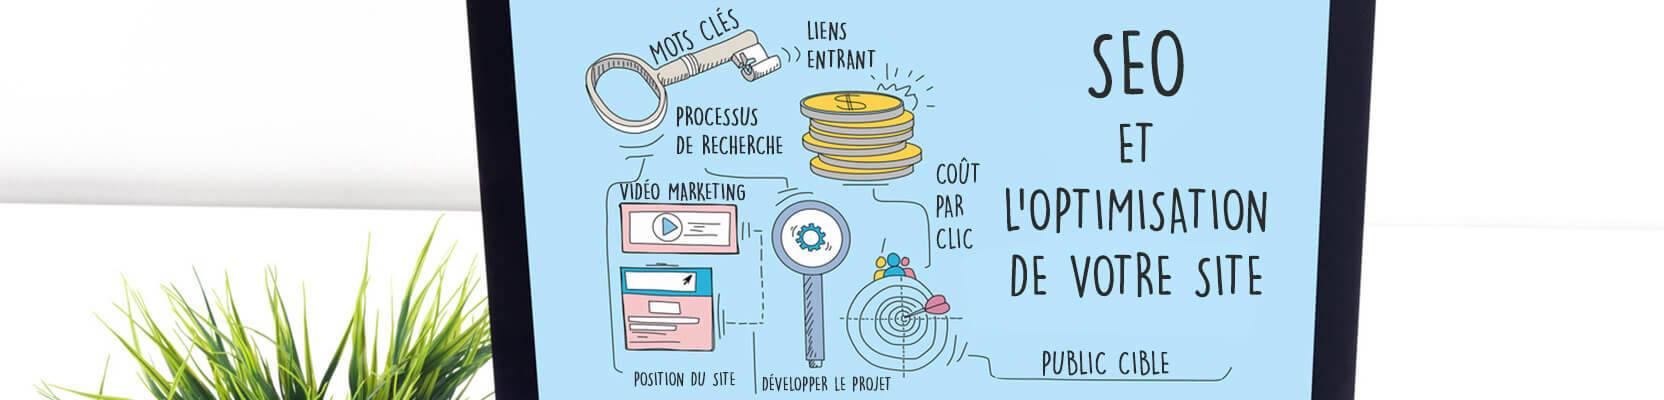 MOTS CLÉS
LIENS
ENTRANT
PROCESSUS
DE RECHERCHE
VIDÉO MARKETING
COÛT
PAR
CLIC
POSITION DU SITE
DÉVELOPPER LE PROJET
SEO
ET
L'OPTIMISATION
DE VOTRE SITE
PUBLIC CIBLE